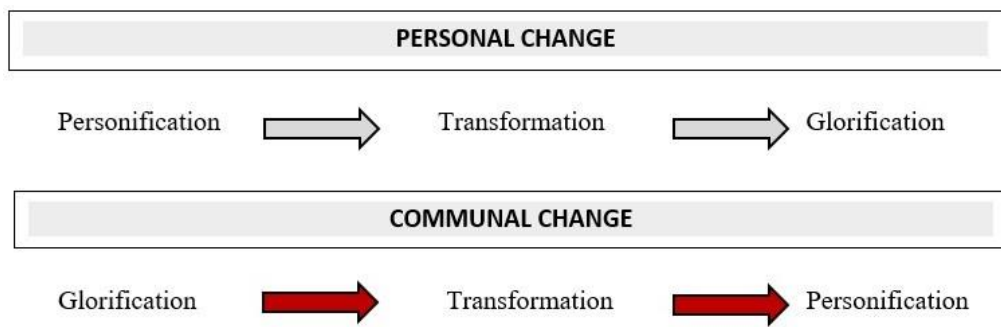 PERSONAL CHANGE
Personification Transformation Glorification
COMMUNAL CHANGE
Glorification Transformation Personification